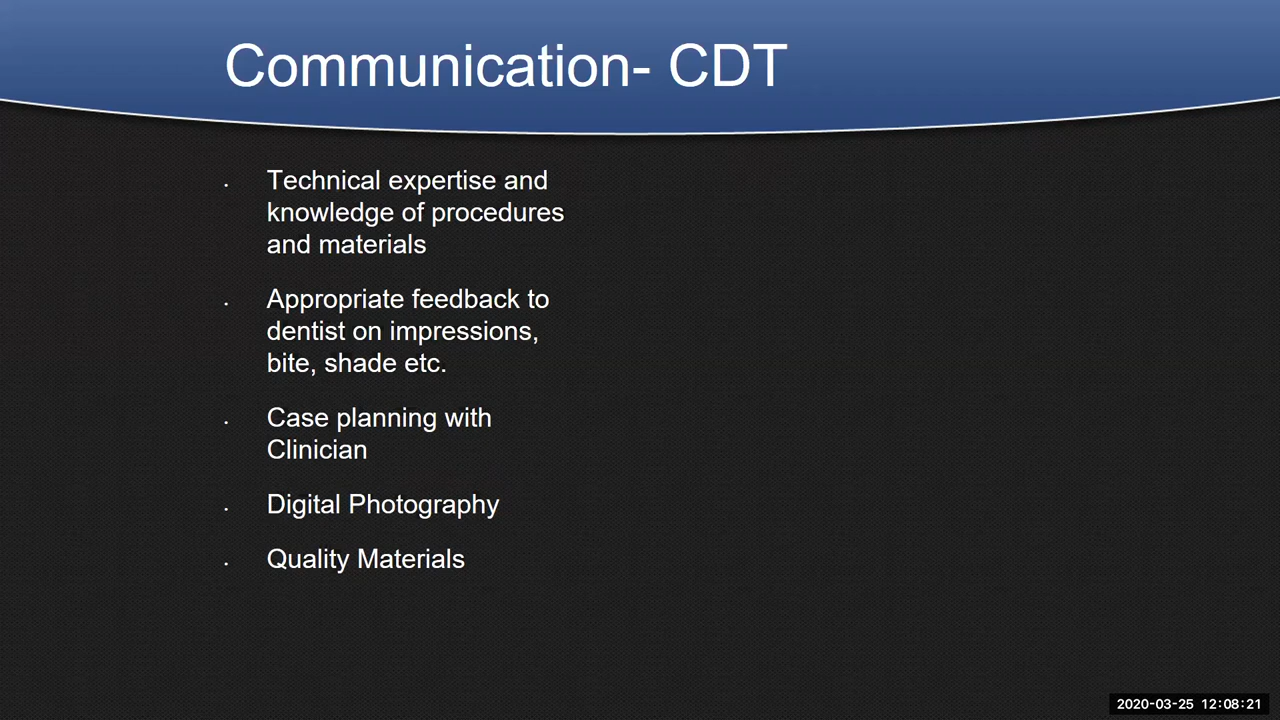 Communication- CDT
· Technical expertise and
knowledge of procedures
and materials
· Appropriate feedback to
dentist on impressions,
bite, shade etc.
· Case planning with
Clinician
· Digital Photography
· Quality Materials
2020-03-25 12:08:21